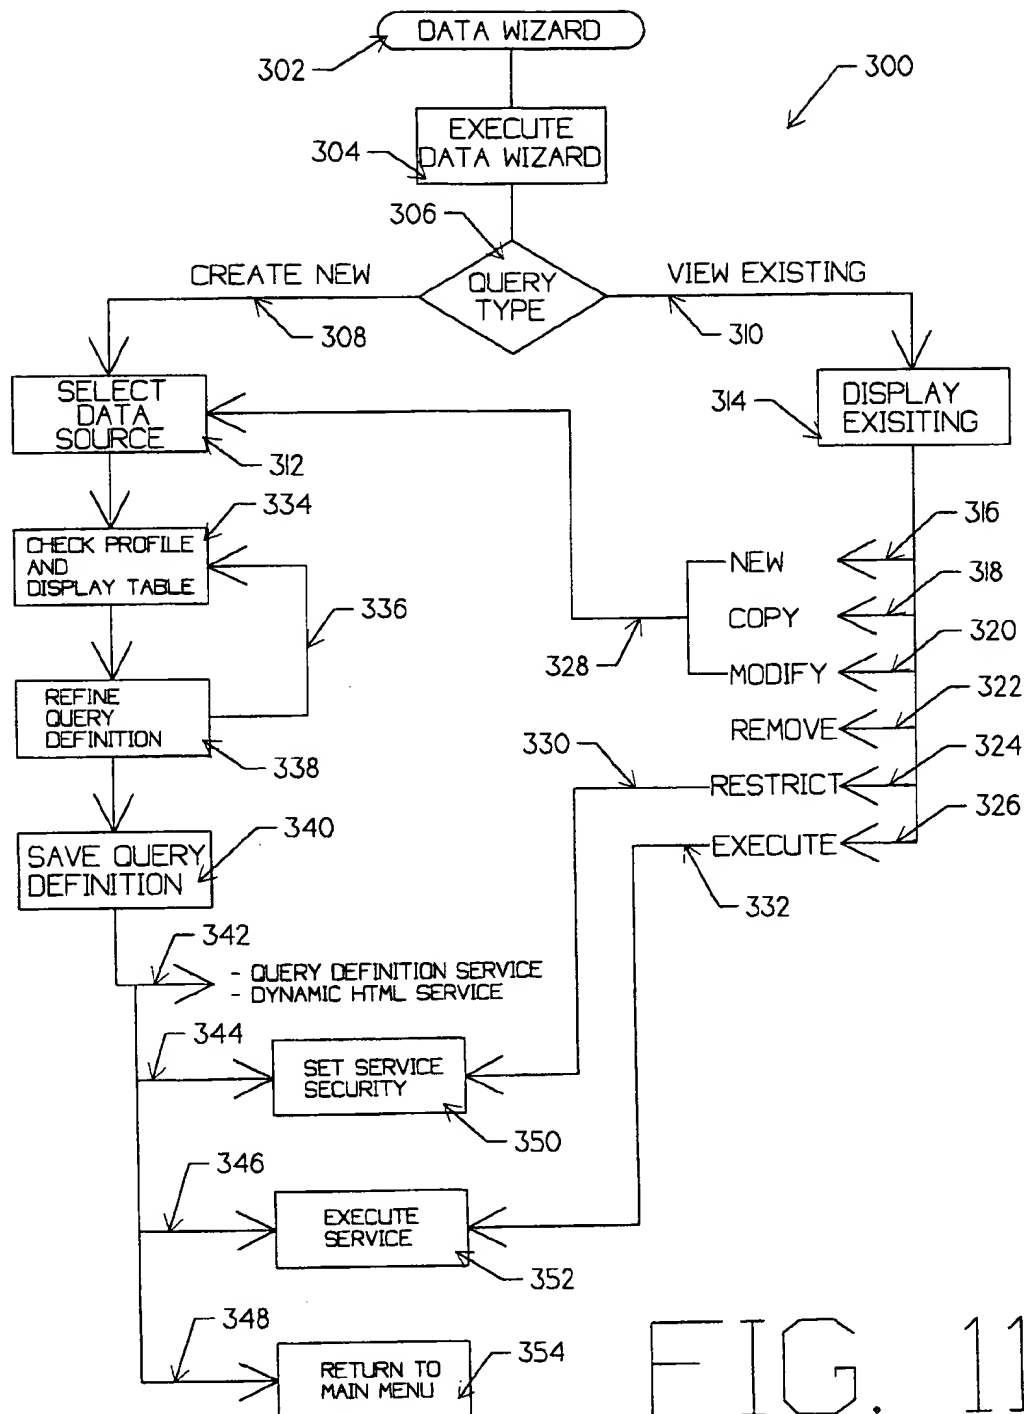 DATA WIZARD
302
300
EXECUTE
DATA WIZARD
304
306
CREATE NEW
QUERY
TYPE
VIEW EXISTING
308
310
SELECT
DATA
SOURCE
312
314
DISPLAY
EXISITING
334
CHECK PROFILE
AND
DISPLAY TABLE
336
316
NEW
318
COPY
320
MODIFY
328
322
REMOVE
REFINE
QUERY
DEFINITION
338
330
324
RESTRICT
326
EXECUTE
332
340
SAVE QUERY
DEFINITION
342
- QUERY DEFINITION SERVICE
- DYNAMIC HTML SERVICE
344
SET SERVICE
SECURITY
350
346
EXECUTE
SERVICE
352
348
RETURN TO
MAIN MENU
354
FIG. 11